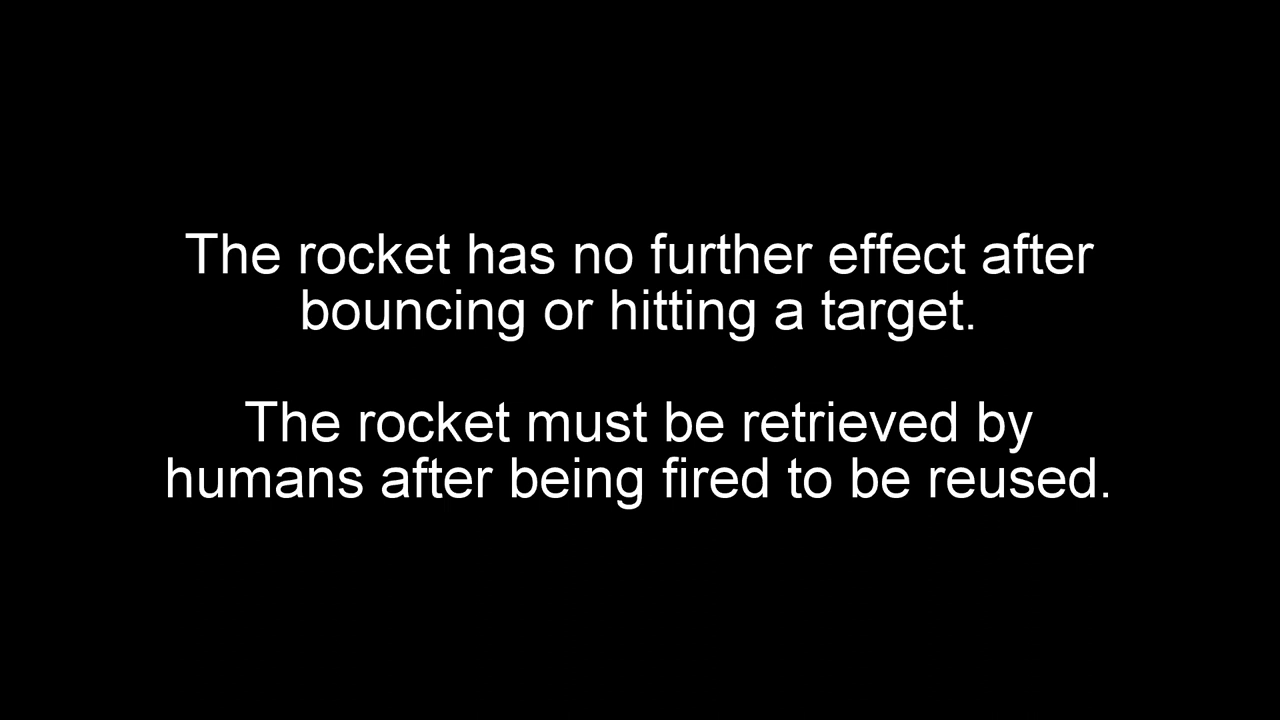 The rocket has no further effect after
bouncing or hitting a target.
The rocket must be retrieved by
humans after being fired to be reused.